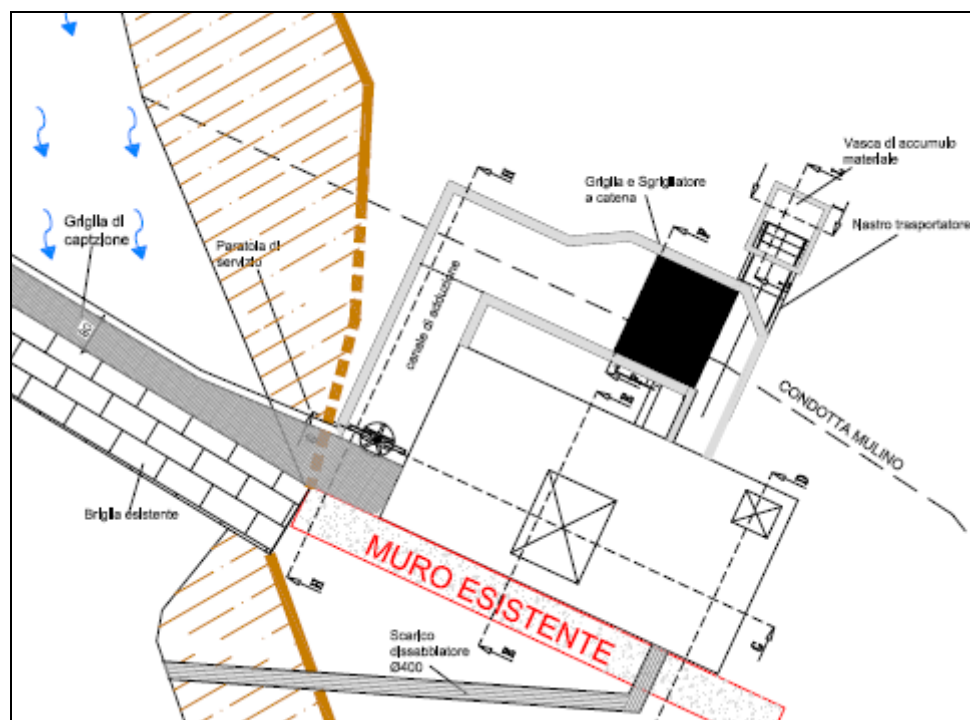 Vasca di accumulo
materiale
Griglia e Sgrigliatore
a catena
Nastro trasportatore
Griglia di
captzione
Paratoia di
servizio
canale di adduzione
CONDOTTA MULINO
Briglia esistente
MURO ESISTENTE
Scarico
dissabbiatore
Ø400